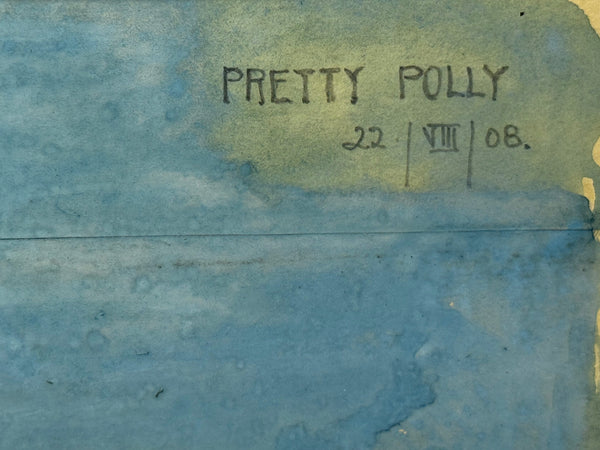 PRETTY POLLY
22 | VIII | 08.